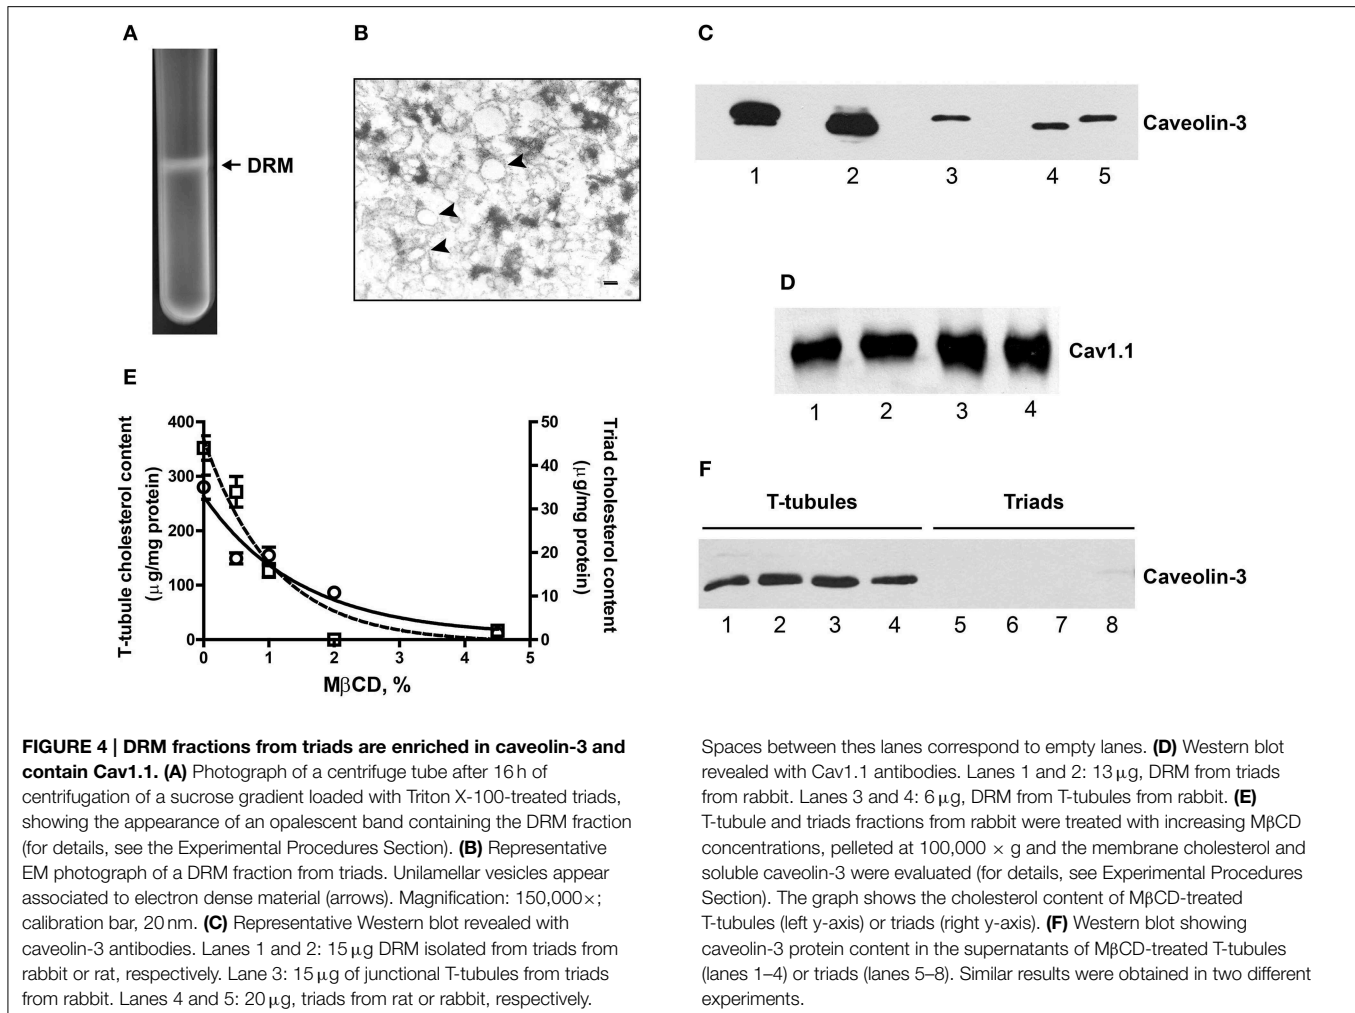 A
DRM
B
C
Caveolin-3
1 2 3 4 5
D
Cav1.1
1 2 3 4
E
T-tubule cholesterol content
(μg/mg protein)
400
300
200
100
0
50
40
30
20
10
0
Triad cholesterol content
(μg/mg protein)
0 1 2 3 4 5
MβCD, %
F
T-tubules Triads
Caveolin-3
1 2 3 4 5 6 7 8
FIGURE 4 | DRM fractions from triads are enriched in caveolin-3 and
contain Cav1.1. (A) Photograph of a centrifuge tube after 16 h of
centrifugation of a sucrose gradient loaded with Triton X-100-treated triads,
showing the appearance of an opalescent band containing the DRM fraction
(for details, see the Experimental Procedures Section). (B) Representative
EM photograph of a DRM fraction from triads. Unilamellar vesicles appear
associated to electron dense material (arrows). Magnification: 150,000×;
calibration bar, 20 nm. (C) Representative Western blot revealed with
caveolin-3 antibodies. Lanes 1 and 2: 15 μg DRM isolated from triads from
rabbit or rat, respectively. Lane 3: 15 μg of junctional T-tubules from triads
from rabbit. Lanes 4 and 5: 20 μg, triads from rat or rabbit, respectively.
Spaces between thes lanes correspond to empty lanes. (D) Western blot
revealed with Cav1.1 antibodies. Lanes 1 and 2: 13 μg, DRM from triads
from rabbit. Lanes 3 and 4: 6 μg, DRM from T-tubules from rabbit. (E)
T-tubule and triads fractions from rabbit were treated with increasing MβCD
concentrations, pelleted at 100,000 × g and the membrane cholesterol and
soluble caveolin-3 were evaluated (for details, see Experimental Procedures
Section). The graph shows the cholesterol content of MβCD-treated
T-tubules (left y-axis) or triads (right y-axis). (F) Western blot showing
caveolin-3 protein content in the supernatants of MβCD-treated T-tubules
(lanes 1–4) or triads (lanes 5–8). Similar results were obtained in two different
experiments.